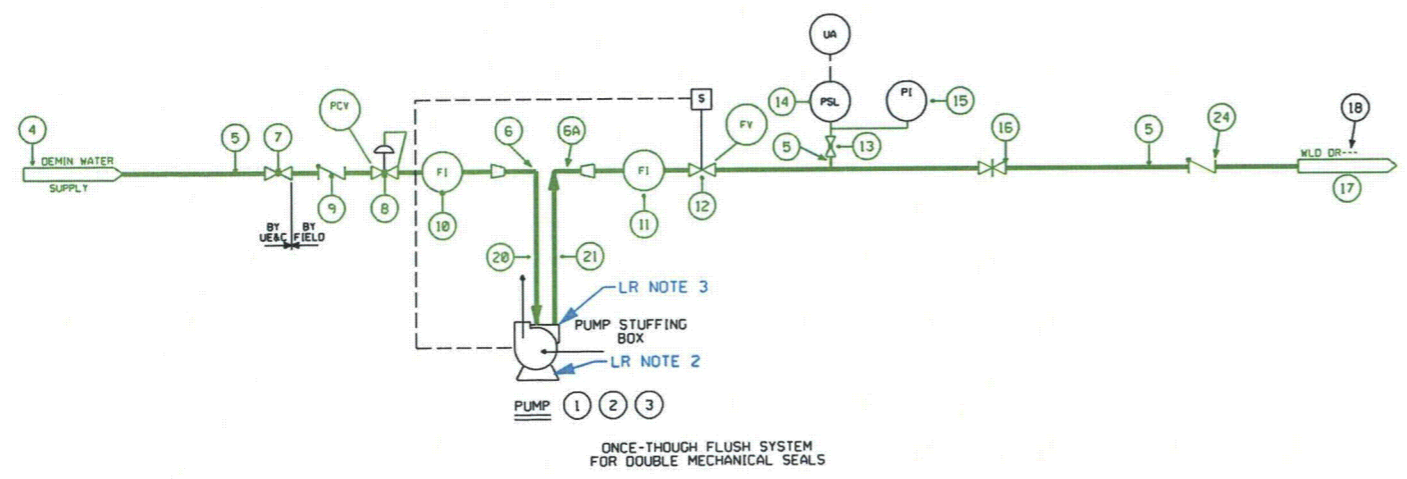 UA
S
14
PSL
PI
15
18
PCV
4
5
7
6
6A
FV
5
13
16
5
24
DEMIN WATER
WLD DR---
SUPPLY
FI
FI
17
9
8
10
11
12
BY BY
UE&C FIELD
20
21
LR NOTE 3
PUMP STUFFING
BOX
LR NOTE 2
PUMP 1 2 3
ONCE-THOUGH FLUSH SYSTEM
FOR DOUBLE MECHANICAL SEALS